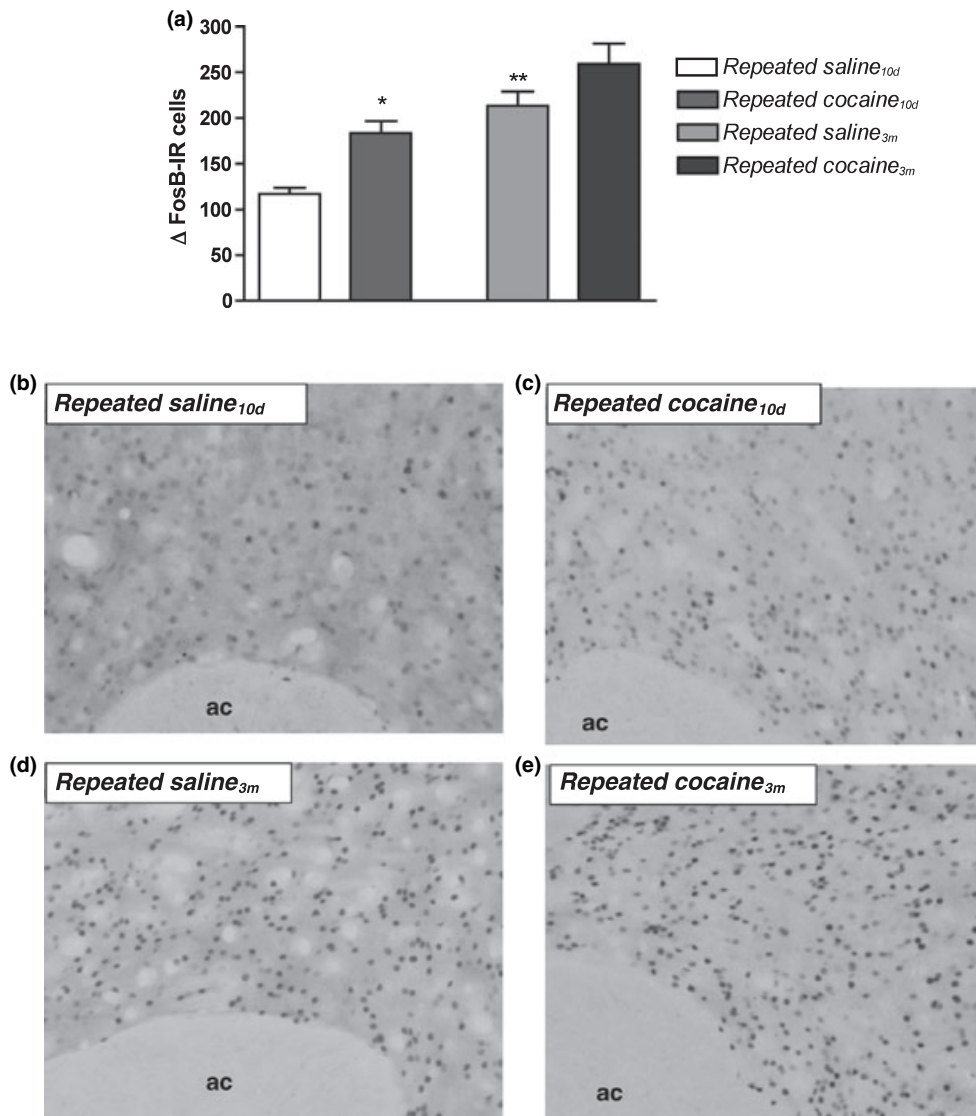 (a)
300
250
200
150
100
50
0
Δ FosB-IR cells
*
**
Repeated saline10d
Repeated cocaine10d
Repeated saline3m
Repeated cocaine3m
(b)
Repeated saline10d
ac
(c)
Repeated cocaine10d
ac
(d)
Repeated saline3m
ac
(e)
Repeated cocaine3m
ac